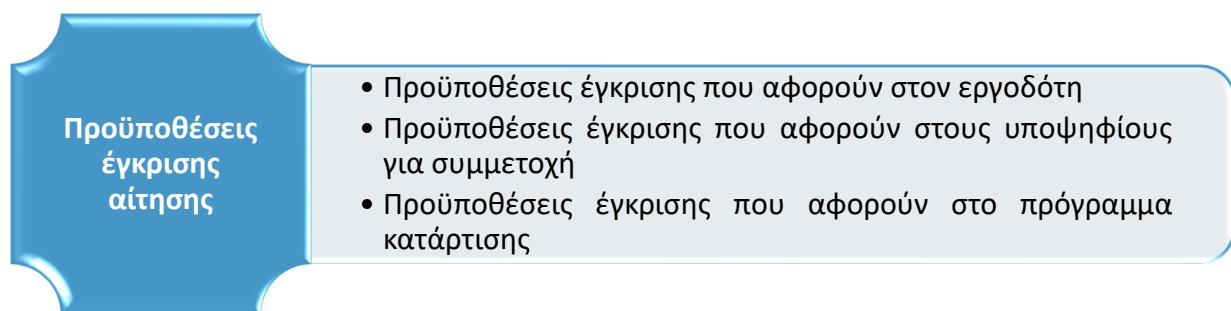 Προϋποθέσεις
έγκρισης
αίτησης
• Προϋποθέσεις έγκρισης που αφορούν στον εργοδότη
• Προϋποθέσεις έγκρισης που αφορούν στους υποψηφίους
για συμμετοχή
• Προϋποθέσεις έγκρισης που αφορούν στο πρόγραμμα
κατάρτισης